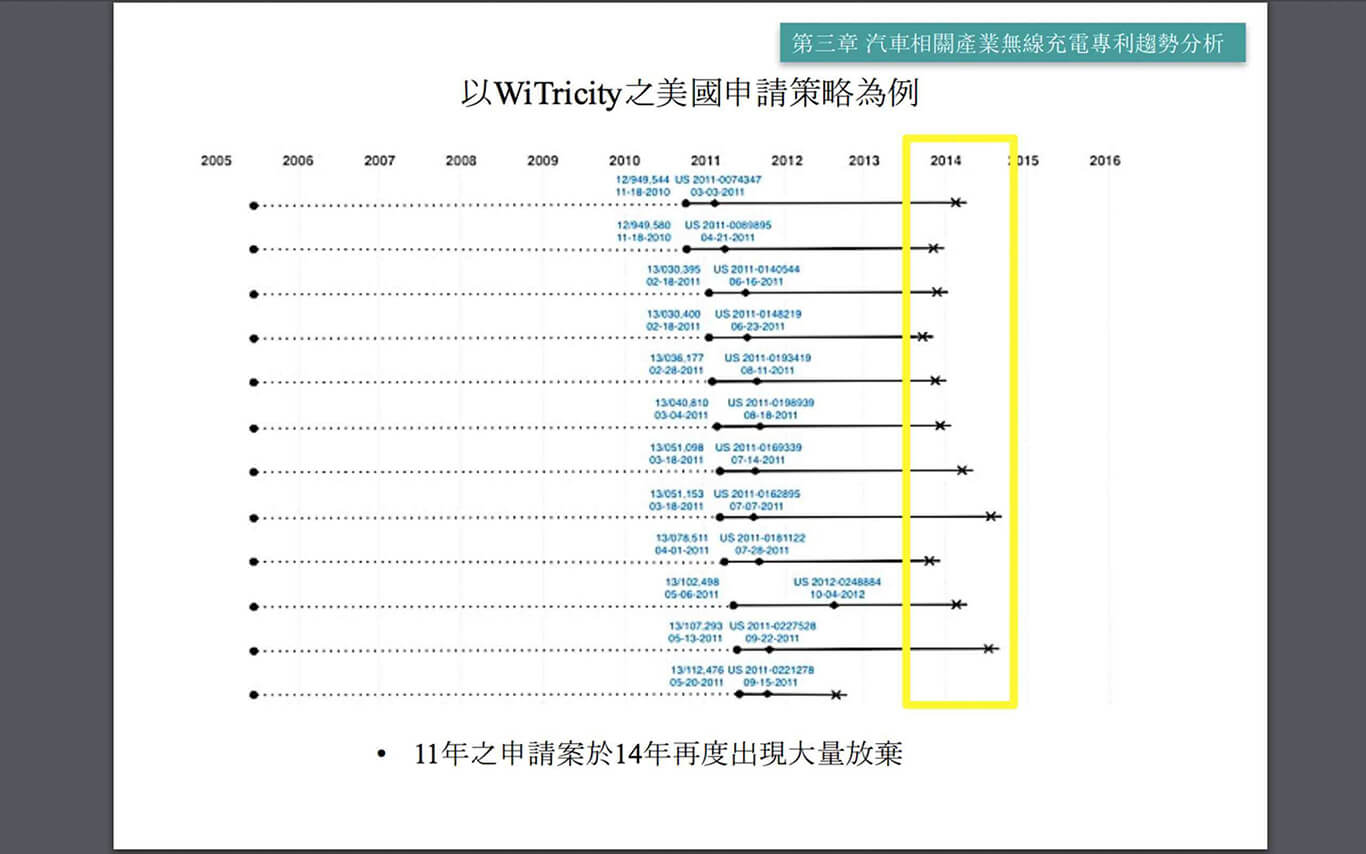 第三章 汽車相關產業無線充電專利趨勢分析
以WiTricity之美國申請策略為例
2005 2006 2007 2008 2009 2010 2011 2012 2013 2014 2015 2016
12/949,544 US 2011-0074347
11-18-2010 03-03-2011
12/949,580 US 2011-0089895
11-18-2010 04-21-2011
13/030,395 US 2011-0140544
02-18-2011 06-16-2011
13/030,400 US 2011-0148219
02-18-2011 06-23-2011
13/036,177 US 2011-0193419
02-28-2011 08-11-2011
13/040,810 US 2011-0198939
03-04-2011 08-18-2011
13/051,098 US 2011-0169339
03-18-2011 07-14-2011
13/051,153 US 2011-0162895
03-18-2011 07-07-2011
13/078,511 US 2011-0181122
04-01-2011 07-28-2011
13/102,498 US 2012-0248884
05-06-2011 10-04-2012
13/107,293 US 2011-0227528
05-13-2011 09-22-2011
13/112,476 US 2011-0221278
05-20-2011 09-15-2011
• 11年之申請案於14年再度出現大量放棄